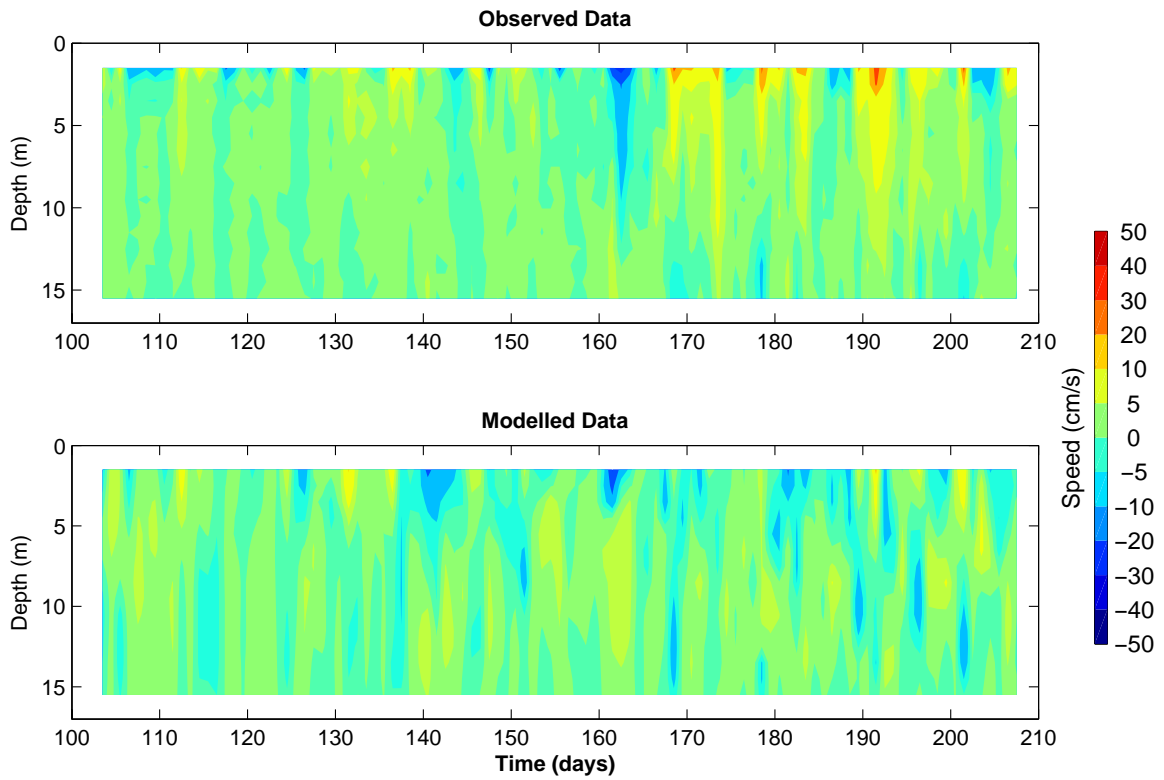 Observed Data
0
5
10
15
Depth (m)
100 110 120 130 140 150 160 170 180 190 200 210
Modelled Data
0
5
10
15
Depth (m)
100 110 120 130 140 150 160 170 180 190 200 210
Time (days)
Speed (cm/s)
50
40
30
20
10
5
0
−5
−10
−20
−30
−40
−50